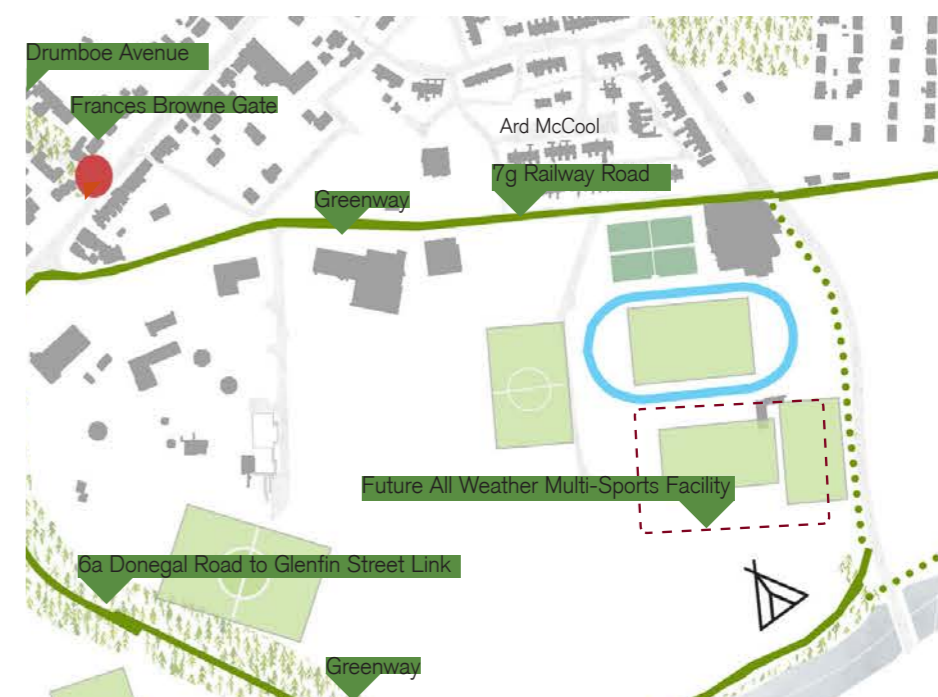 Drumboe Avenue
Frances Browne Gate
Ard McCool
7g Railway Road
Greenway
Future All Weather Multi-Sports Facility
6a Donegal Road to Glenfin Street Link
Greenway